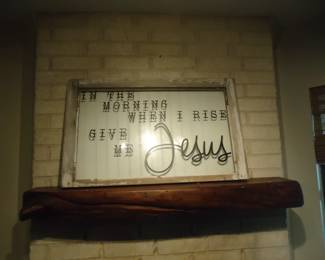 IN THE
MORNING
WHEN I RISE
GIVE
ME Jesus